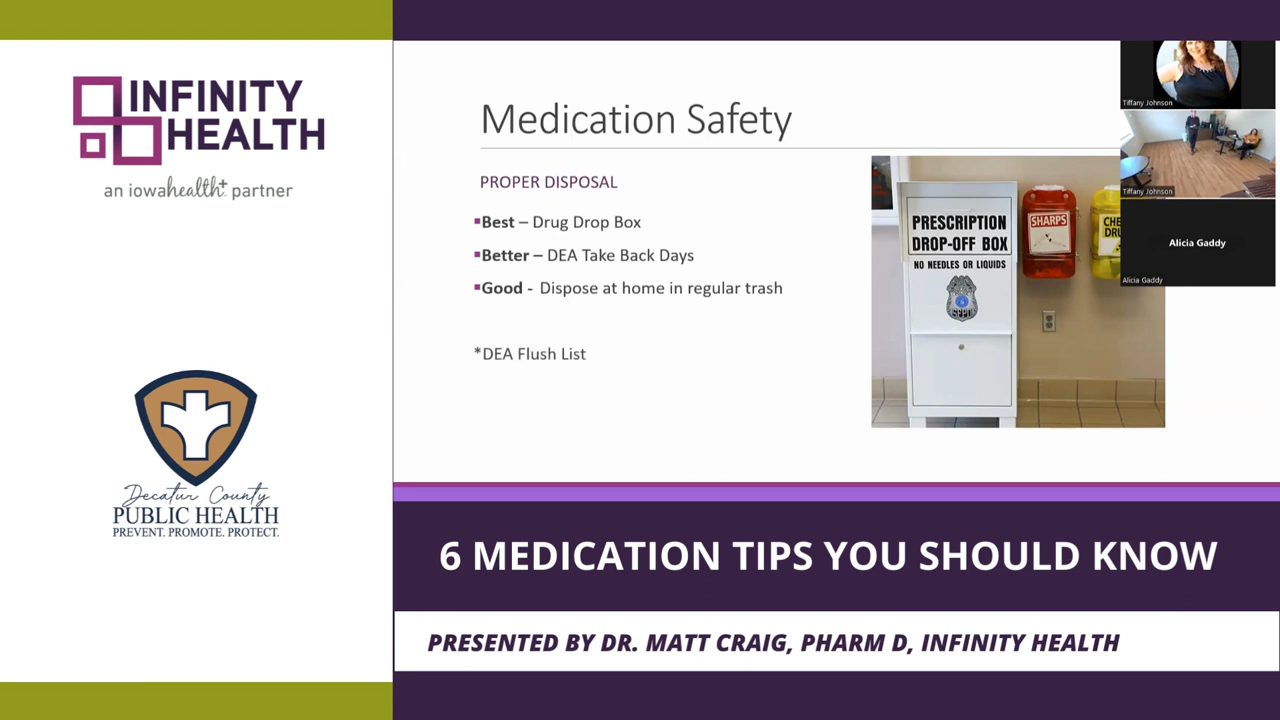 INFINITY
HEALTH
an iowahealth+ partner
Decatur County
PUBLIC HEALTH
PREVENT. PROMOTE. PROTECT.
Medication Safety
PROPER DISPOSAL
▪Best – Drug Drop Box
▪Better – DEA Take Back Days
▪Good - Dispose at home in regular trash
*DEA Flush List
PRESCRIPTION
DROP-OFF BOX
NO NEEDLES OR LIQUIDS
SHARPS
Tiffany Johnson
Tiffany Johnson
Alicia Gaddy
Alicia Gaddy
6 MEDICATION TIPS YOU SHOULD KNOW
PRESENTED BY DR. MATT CRAIG, PHARM D, INFINITY HEALTH